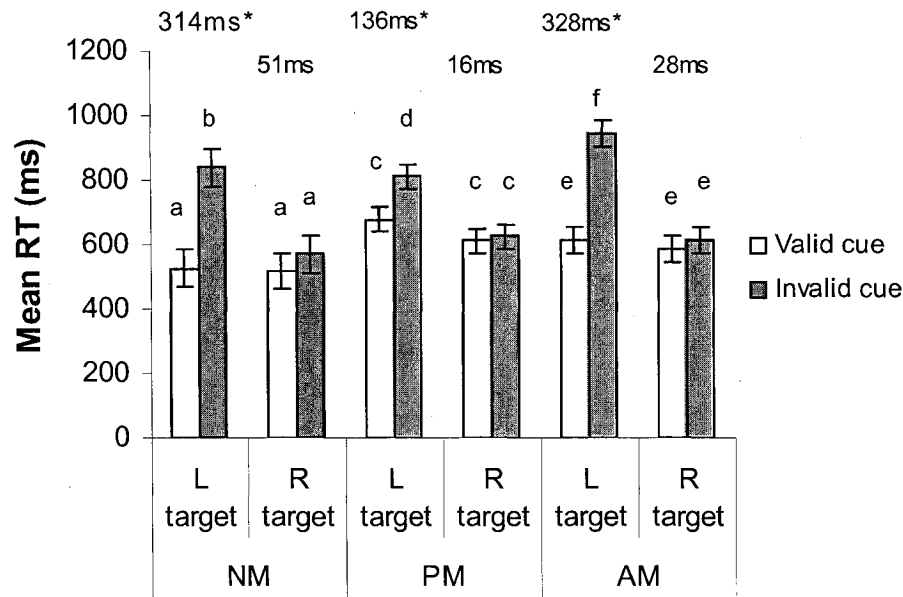 314ms* 136ms* 328ms*
51ms 16ms 28ms
Mean RT (ms)
1200
1000
800
600
400
200
0
a b a a c d c c e f e e
Valid cue
Invalid cue
L target R target L target R target L target R target
NM PM AM